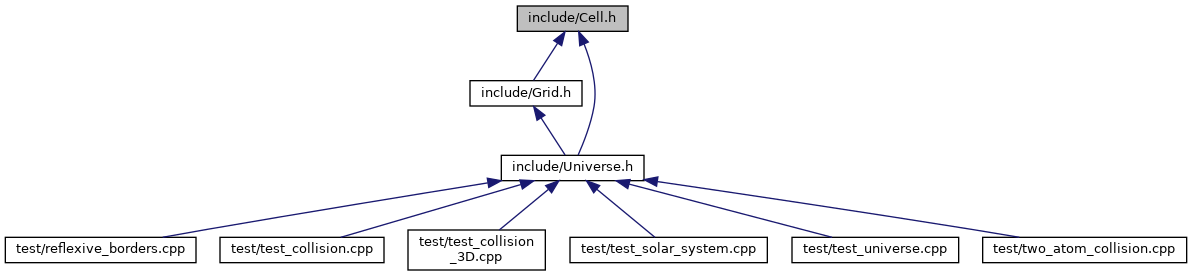 include/Cell.h
include/Grid.h
include/Universe.h
test/reflexive_borders.cpp
test/test_collision.cpp
test/test_collision
_3D.cpp
test/test_solar_system.cpp
test/test_universe.cpp
test/two_atom_collision.cpp